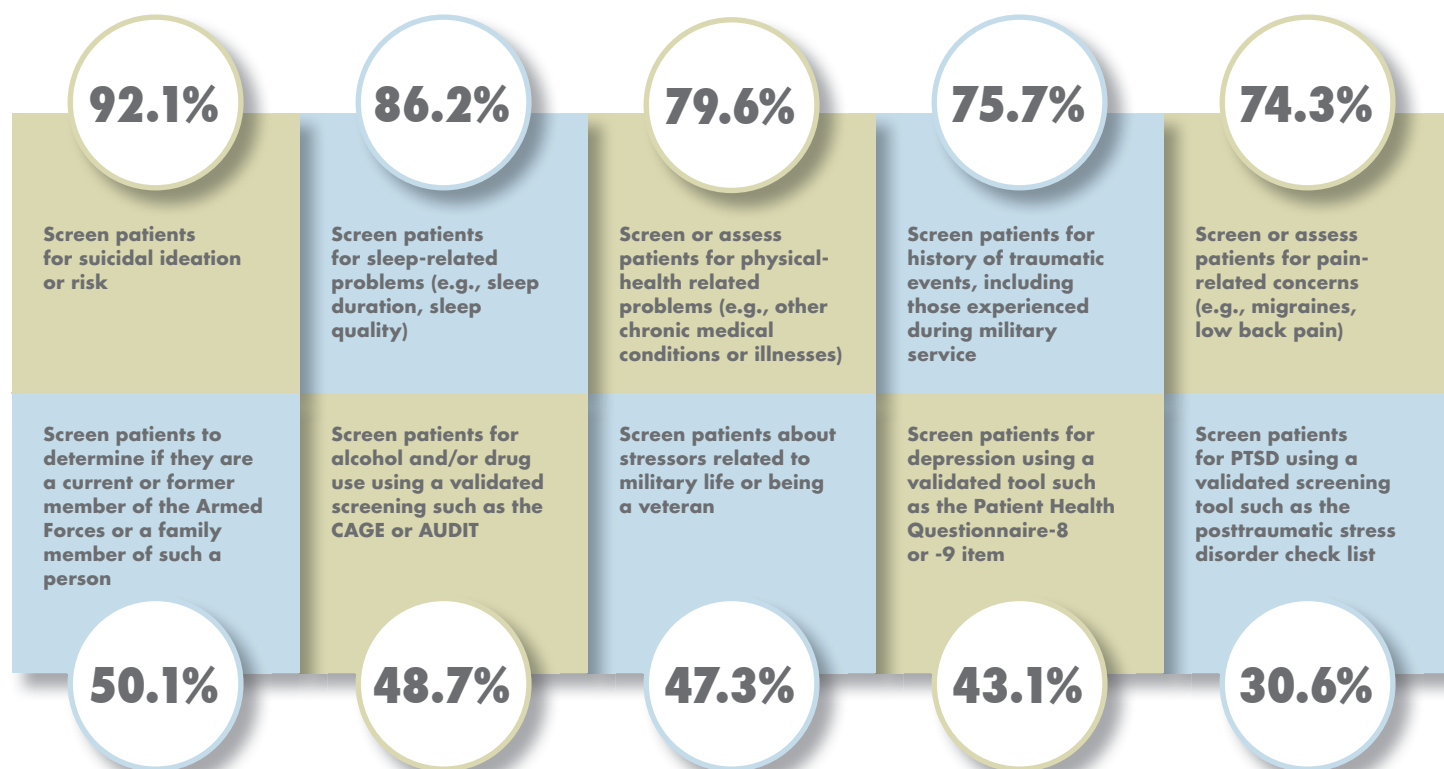 92.1%
Screen patients
for suicidal ideation
or risk
86.2%
Screen patients
for sleep-related
problems (e.g., sleep
duration, sleep
quality)
79.6%
Screen or assess
patients for physical-
health related
problems (e.g., other
chronic medical
conditions or illnesses)
75.7%
Screen patients for
history of traumatic
events, including
those experienced
during military
service
74.3%
Screen or assess
patients for pain-
related concerns
(e.g., migraines,
low back pain)
Screen patients to
determine if they are
a current or former
member of the Armed
Forces or a family
member of such a
person
50.1%
Screen patients for
alcohol and/or drug
use using a validated
screening such as the
CAGE or AUDIT
48.7%
Screen patients about
stressors related to
military life or being
a veteran
47.3%
Screen patients for
depression using a
validated tool such
as the Patient Health
Questionnaire-8
or -9 item
43.1%
Screen patients
for PTSD using a
validated screening
tool such as the
posttraumatic stress
disorder check list
30.6%